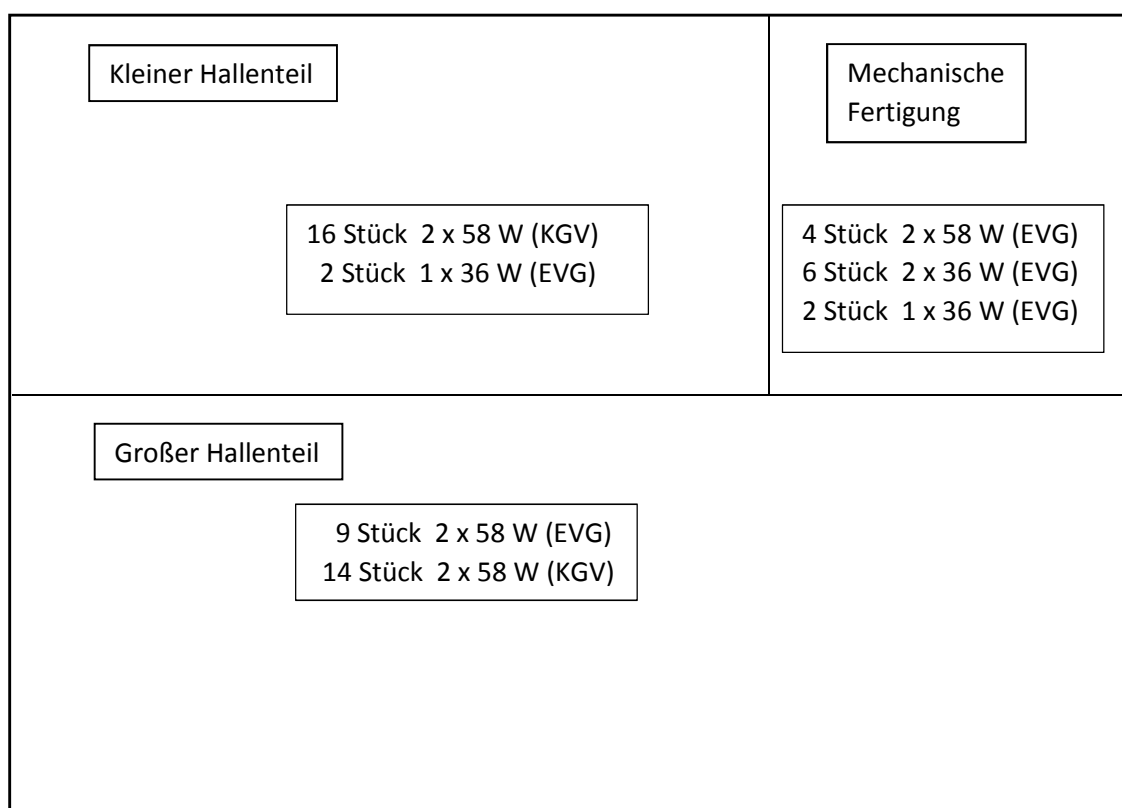 Kleiner Hallenteil
16 Stück 2 x 58 W (KGV)
2 Stück 1 x 36 W (EVG)
Mechanische
Fertigung
4 Stück 2 x 58 W (EVG)
6 Stück 2 x 36 W (EVG)
2 Stück 1 x 36 W (EVG)
Großer Hallenteil
9 Stück 2 x 58 W (EVG)
14 Stück 2 x 58 W (KGV)